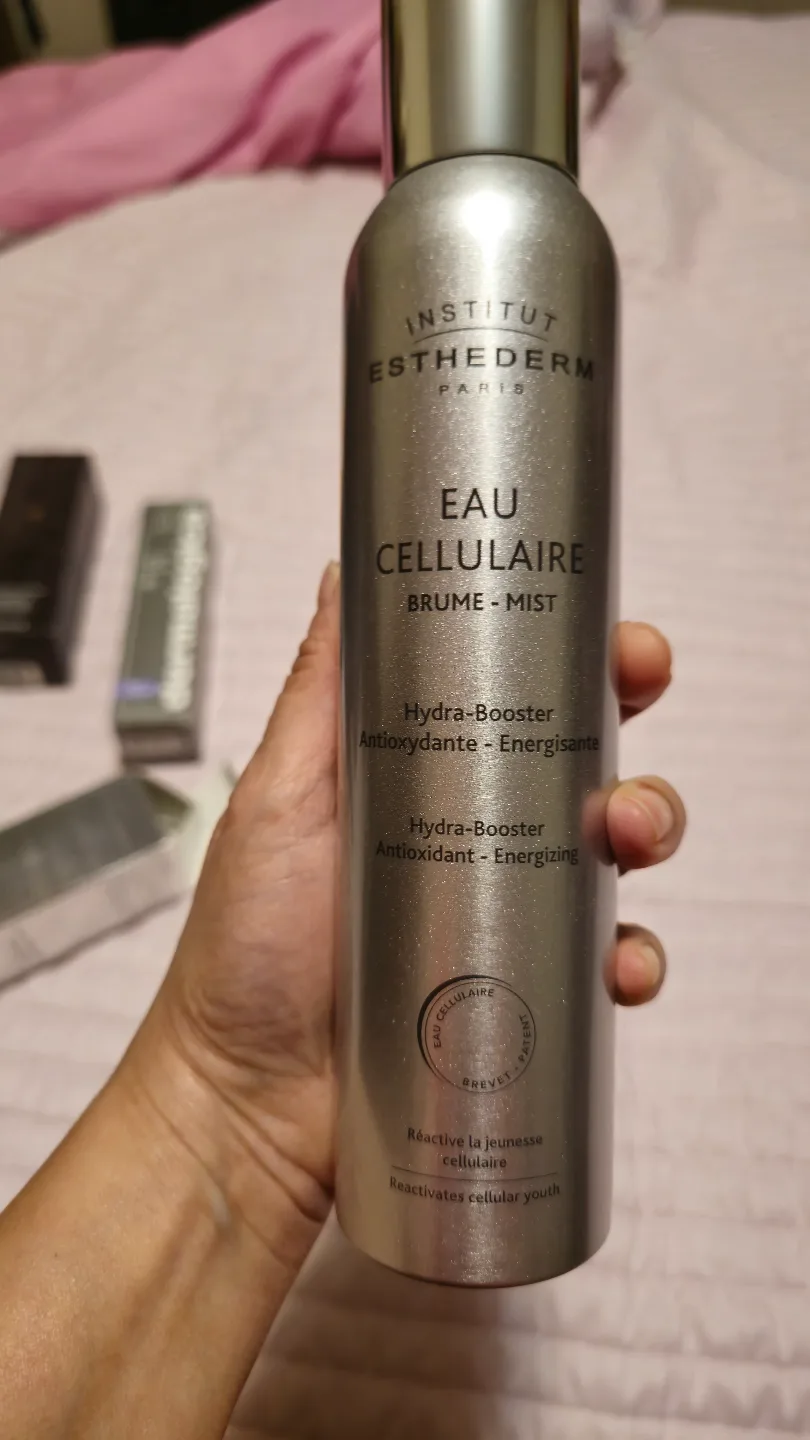 INSTITUT
ESTHEDERM
PARIS
EAU
CELLULAIRE
BRUME - MIST
Hydra-Booster
Antioxydante - Energisante
Hydra-Booster
Antioxidant - Energizing
EAU CELLULAIRE
BREVET - PATENT
Réactive la jeunesse
cellulaire
Reactivates cellular youth
dermalogica